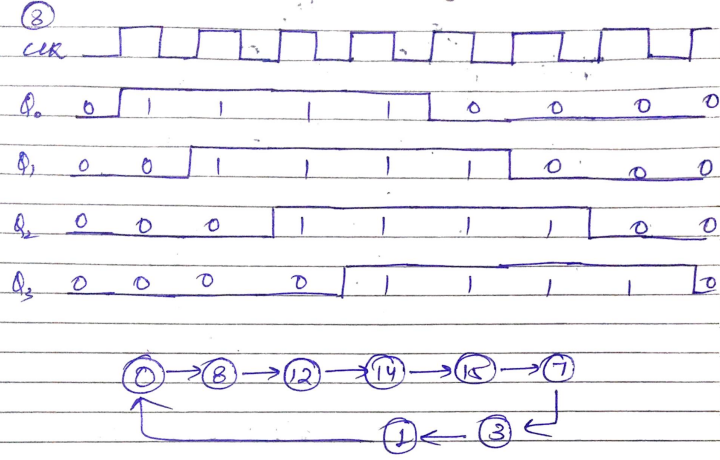 8
CLK
Q0 0 1 1 1 1 0 0 0 0
Q1 0 0 1 1 1 1 0 0 0
Q2 0 0 0 1 1 1 1 0 0
Q3 0 0 0 0 1 1 1 1 0
0 → 8 → 12 → 14 → 15 → 7
1 ← 3